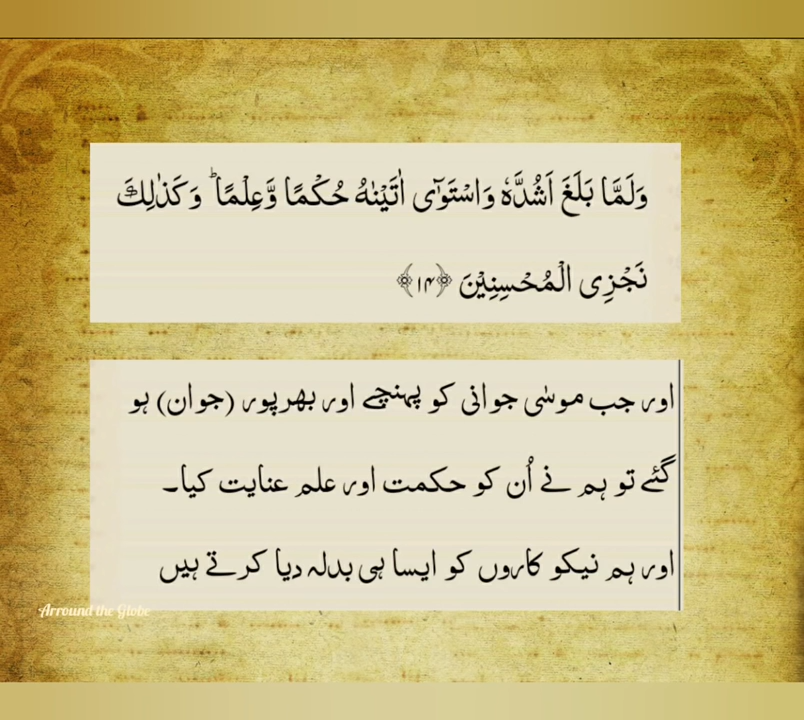 وَلَمَّا بَلَغَ اَشُدَّهٗ وَاسْتَوٰٓى اٰتَيْنٰهُ حُكْمًا وَّعِلْمًا ؕ وَكَذٰلِكَ
نَجْزِى الْمُحْسِنِيْنَ ﴿۱۴﴾
اور جب موسٰی جوانی کو پہنچے اور بھرپور (جوان) ہو
گئے تو ہم نے اُن کو حکمت اور علم عنایت کیا۔
اور ہم نیکو کاروں کو ایسا ہی بدلہ دیا کرتے ہیں
Arround the Globe